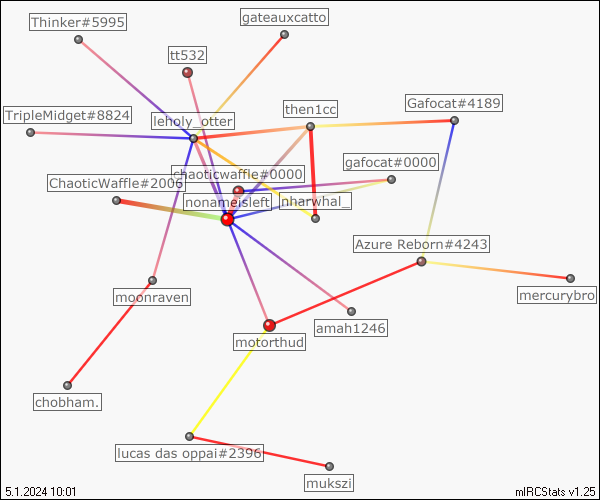 Thinker#5995
gateauxcatto
tt532
TripleMidget#8824
leholy_otter
then1cc
Gafocat#4189
chaoticwaffle#0000
gafocat#0000
ChaoticWaffle#2006
nonameisleft
nharwhal_
Azure Reborn#4243
moonraven
mercurybro
motorthud
amah1246
chobham.
lucas das oppai#2396
mukszi
5.1.2024 10:01
mIRCStats v1.25